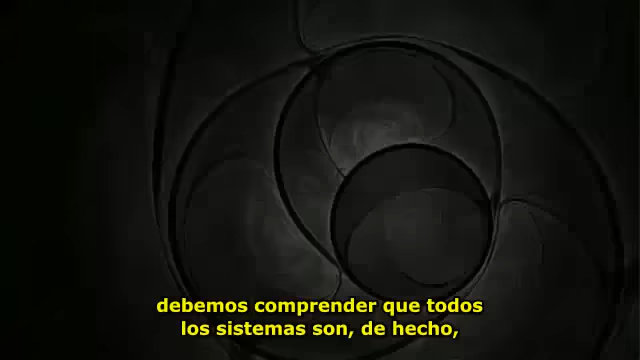 debemos comprender que todos
los sistemas son, de hecho,